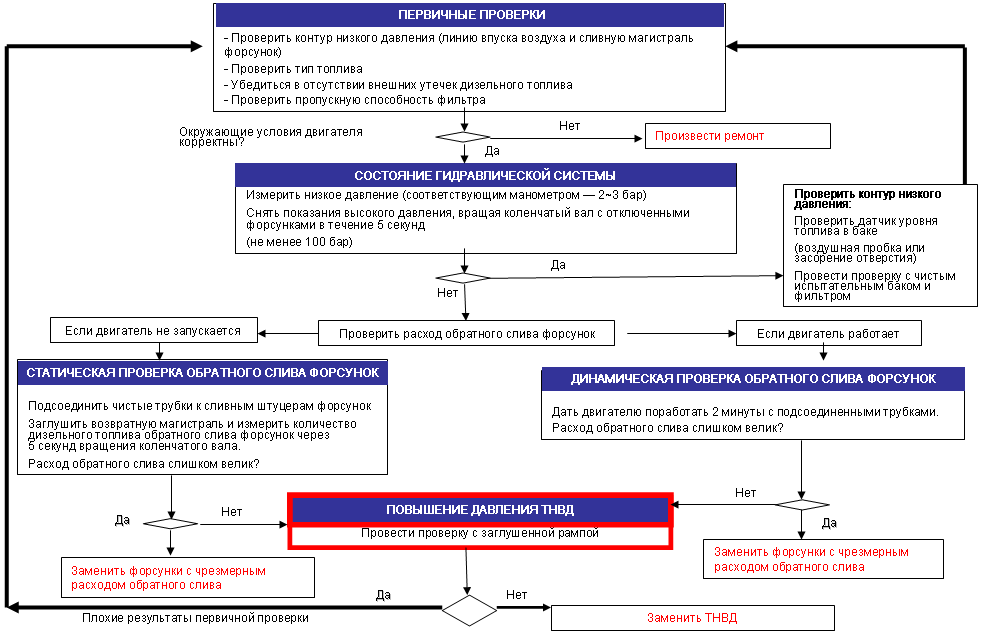 ПЕРВИЧНЫЕ ПРОВЕРКИ
- Проверить контур низкого давления (линию впуска воздуха и сливную магистраль
форсунок)
- Проверить тип топлива
- Убедиться в отсутствии внешних утечек дизельного топлива
- Проверить пропускную способность фильтра
Окружающие условия двигателя
корректны?
Нет
Произвести ремонт
Да
СОСТОЯНИЕ ГИДРАВЛИЧЕСКОЙ СИСТЕМЫ
Измерить низкое давление (соответствующим манометром — 2~3 бар)
Снять показания высокого давления, вращая коленчатый вал с отключенными
форсунками в течение 5 секунд
(не менее 100 бар)
Да
Проверить контур низкого
давления:
Проверить датчик уровня
топлива в баке
(воздушная пробка или
засорение отверстия)
Провести проверку с чистым
испытательным баком и
фильтром
Нет
Если двигатель не запускается
Проверить расход обратного слива форсунок
Если двигатель работает
СТАТИЧЕСКАЯ ПРОВЕРКА ОБРАТНОГО СЛИВА ФОРСУНОК
Подсоединить чистые трубки к сливным штуцерам форсунок
Заглушить возвратную магистраль и измерить количество
дизельного топлива обратного слива форсунок через
5 секунд вращения коленчатого вала.
Расход обратного слива слишком велик?
ДИНАМИЧЕСКАЯ ПРОВЕРКА ОБРАТНОГО СЛИВА ФОРСУНОК
Дать двигателю поработать 2 минуты с подсоединенными трубками.
Расход обратного слива слишком велик?
Да
Нет
ПОВЫШЕНИЕ ДАВЛЕНИЯ ТНВД
Провести проверку с заглушенной рампой
Нет
Да
Заменить форсунки с чрезмерным
расходом обратного слива
Заменить форсунки с чрезмерным
расходом обратного слива
Да
Плохие результаты первичной проверки
Нет
Заменить ТНВД